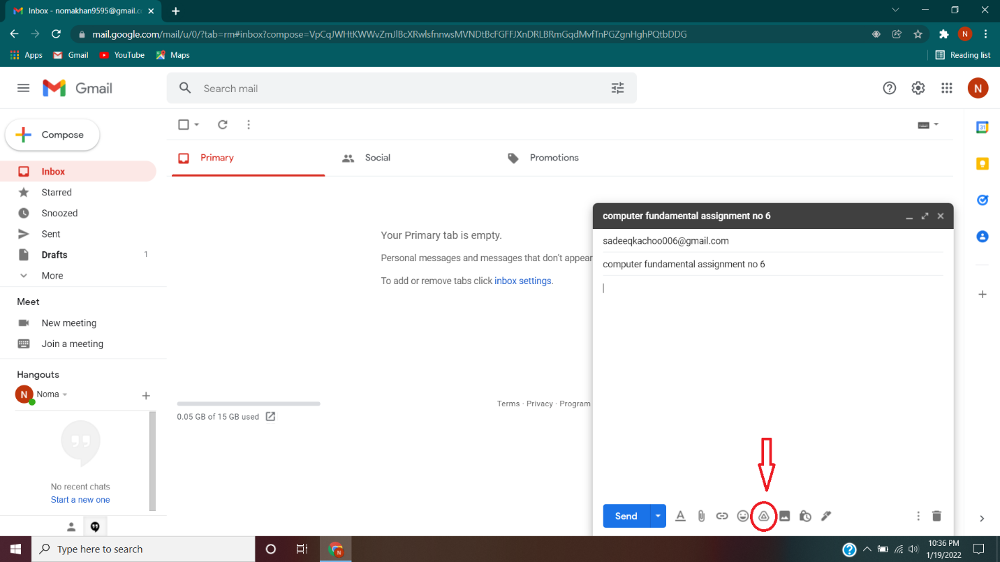 Inbox - nomakhan9595@gmail.co
mail.google.com/mail/u/0/?tab=rm#inbox?compose=VpCqJWHtKWWvZmJlBcXRwlsfnnwsMVNDtBcFGFFJXnDRLBRmGqdMvfTnPGZgnHghPQtbDDG
N
Apps Gmail YouTube Maps Reading list
Gmail Search mail N
Compose
Inbox
Starred
Snoozed
Sent
Drafts 1
More
Meet
New meeting
Join a meeting
Hangouts
N Noma
No recent chats
Start a new one
Primary Social Promotions
Your Primary tab is empty.
Personal messages and messages that don't appear
To add or remove tabs click inbox settings.
0.05 GB of 15 GB used
Terms · Privacy · Program
computer fundamental assignment no 6
sadeeqkachoo006@gmail.com
computer fundamental assignment no 6
Send
31
Type here to search
N
10:36 PM
1/19/2022